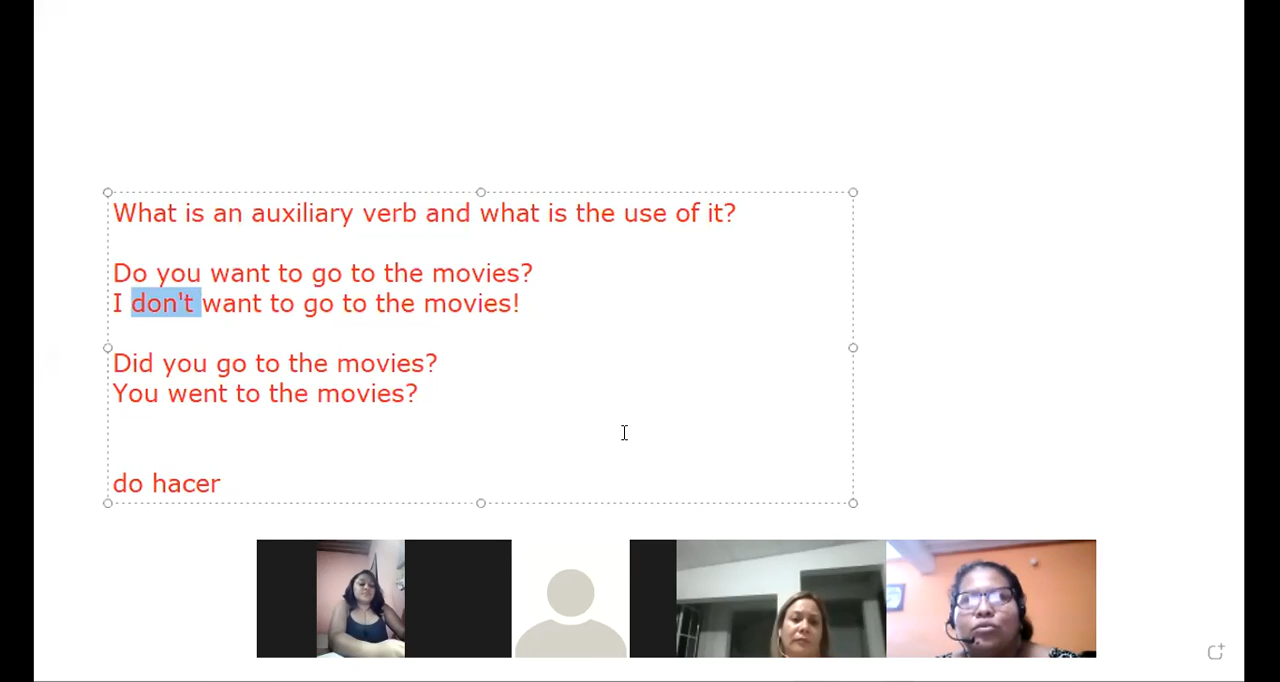 What is an auxiliary verb and what is the use of it?
Do you want to go to the movies?
I don't want to go to the movies!
Did you go to the movies?
You went to the movies?
do hacer